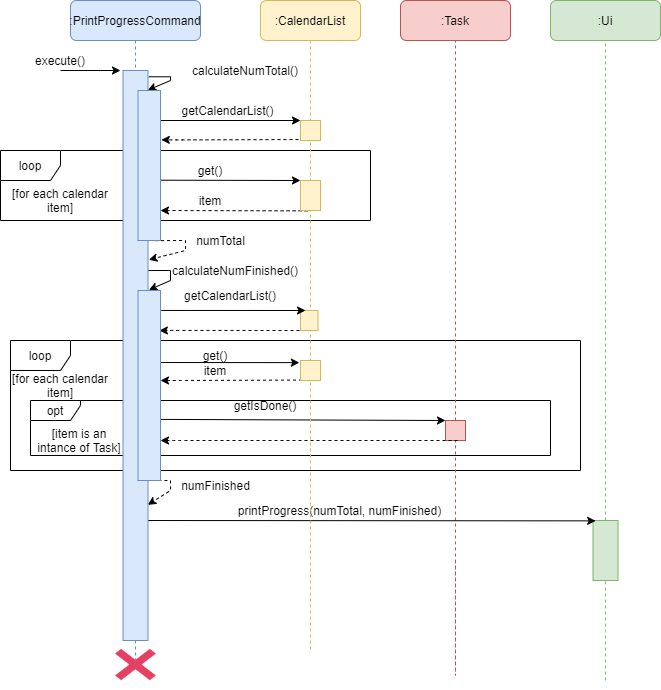 :PrintProgressCommand
:CalendarList
:Task
:Ui
execute()
calculateNumTotal()
getCalendarList()
loop
[for each calendar
item]
get()
item
numTotal
calculateNumFinished()
getCalendarList()
loop
[for each calendar
item]
get()
item
opt
[item is an
intance of Task]
getIsDone()
numFinished
printProgress(numTotal, numFinished)